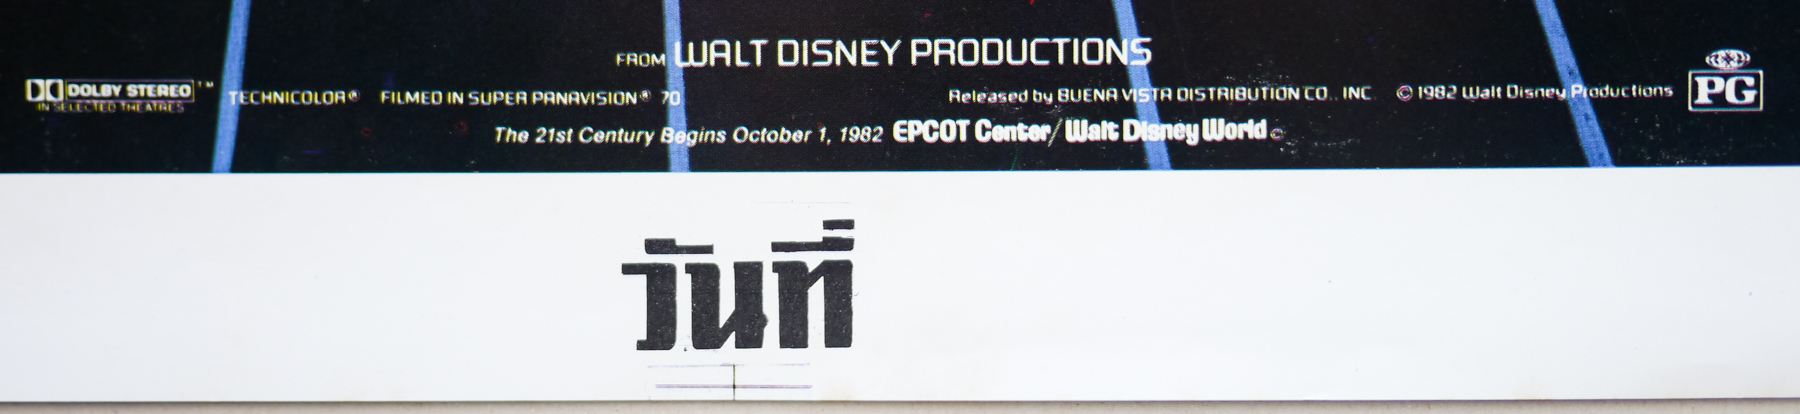 FROM WALT DISNEY PRODUCTIONS
DOLBY STEREO™
IN SELECTED THEATRES
TECHNICOLOR® FILMED IN SUPER PANAVISION® 70
Released by BUENA VISTA DISTRIBUTION CO., INC. © 1982 Walt Disney Productions
PG
The 21st Century Begins October 1, 1982 EPCOT Center/Walt Disney World©
วันที่